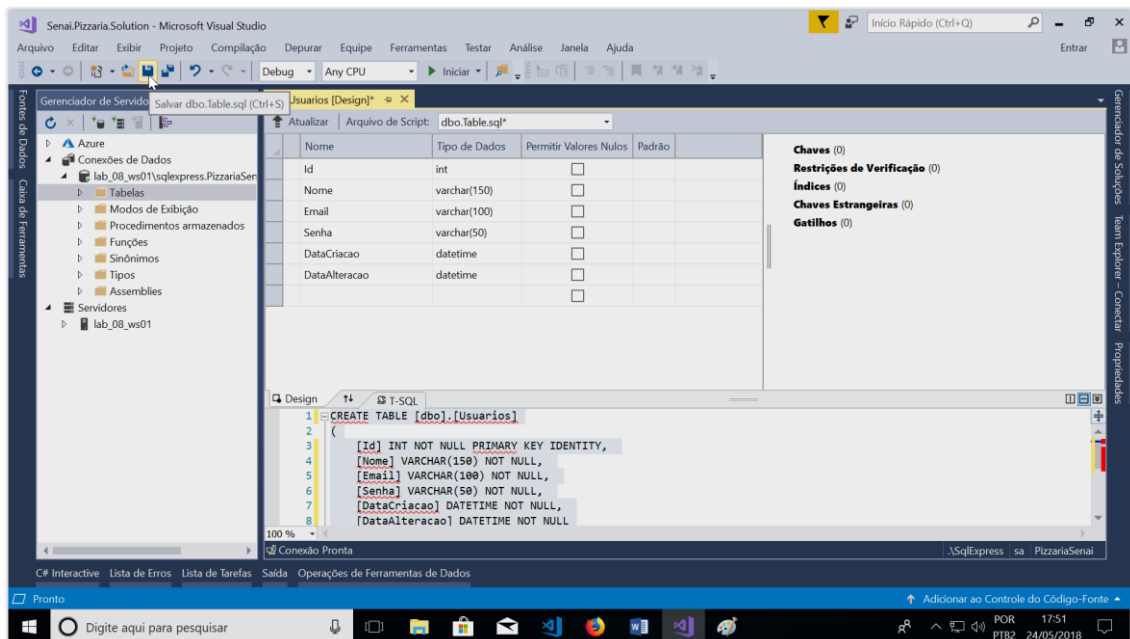 Senai.Pizzaria.Solution - Microsoft Visual Studio
Início Rápido (Ctrl+Q)
Arquivo Editar Exibir Projeto Compilação Depurar Equipe Ferramentas Testar Análise Janela Ajuda
Entrar
Debug Any CPU Iniciar
Fontes de Dados
Caixa de Ferramentas
Gerenciador de Servido
Salvar dbo.Table.sql (Ctrl+S)
Azure
Conexões de Dados
lab_08_ws01\sqlexpress.PizzariaSen
Tabelas
Modos de Exibição
Procedimentos armazenados
Funções
Sinônimos
Tipos
Assemblies
Servidores
lab_08_ws01
Usuarios [Design]*
Atualizar Arquivo de Script: dbo.Table.sql*
Nome Tipo de Dados Permitir Valores Nulos Padrão
Id int
Nome varchar(150)
Email varchar(100)
Senha varchar(50)
DataCriacao datetime
DataAlteracao datetime
Chaves (0)
Restrições de Verificação (0)
Índices (0)
Chaves Estrangeiras (0)
Gatilhos (0)
Gerenciador de Soluções
Team Explorer – Conectar
Propriedades
Design T-SQL
1 CREATE TABLE [dbo].[Usuarios]
2 (
3 [Id] INT NOT NULL PRIMARY KEY IDENTITY,
4 [Nome] VARCHAR(150) NOT NULL,
5 [Email] VARCHAR(100) NOT NULL,
6 [Senha] VARCHAR(50) NOT NULL,
7 [DataCriacao] DATETIME NOT NULL,
8 [DataAlteracao] DATETIME NOT NULL
100 %
Conexão Pronta
.\SqlExpress sa PizzariaSenai
C# Interactive Lista de Erros Lista de Tarefas Saída Operações de Ferramentas de Dados
Pronto
Adicionar ao Controle do Código-Fonte
Digite aqui para pesquisar
POR
PTB2
17:51
24/05/2018